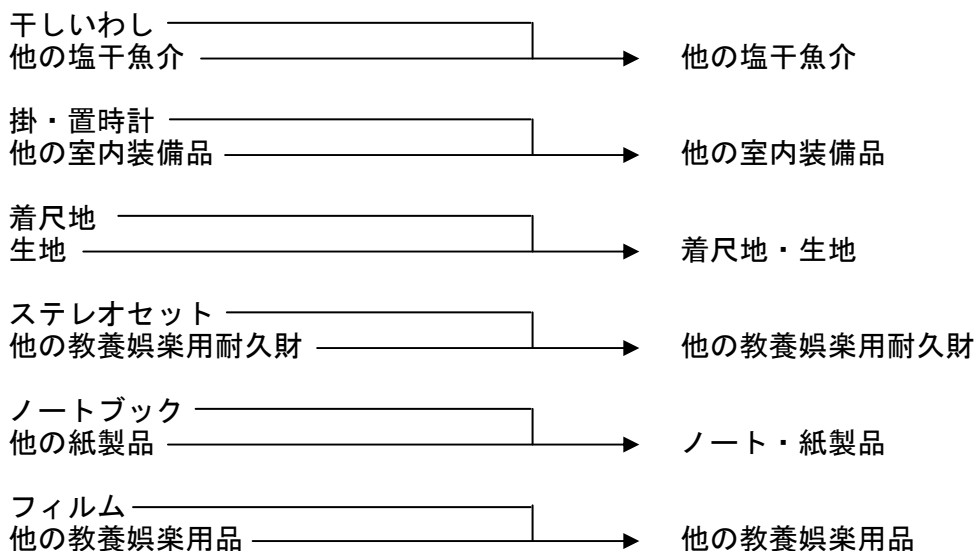 干しいわし
他の塩干魚介 他の塩干魚介
掛・置時計
他の室内装備品 他の室内装備品
着尺地
生地 着尺地・生地
ステレオセット
他の教養娯楽用耐久財 他の教養娯楽用耐久財
ノートブック
他の紙製品 ノート・紙製品
フィルム
他の教養娯楽用品 他の教養娯楽用品